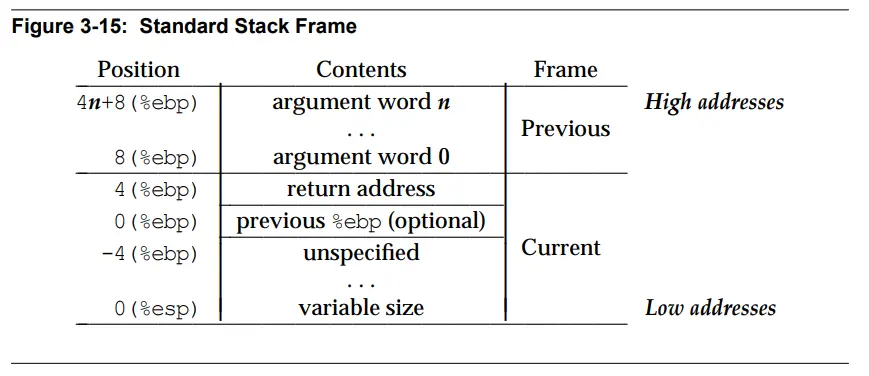 Figure 3-15: Standard Stack Frame
Position Contents Frame
4n+8(%ebp) argument word n High addresses
. . . Previous
8(%ebp) argument word 0
4(%ebp) return address
0(%ebp) previous %ebp (optional)
-4(%ebp) unspecified Current
. . .
0(%esp) variable size Low addresses